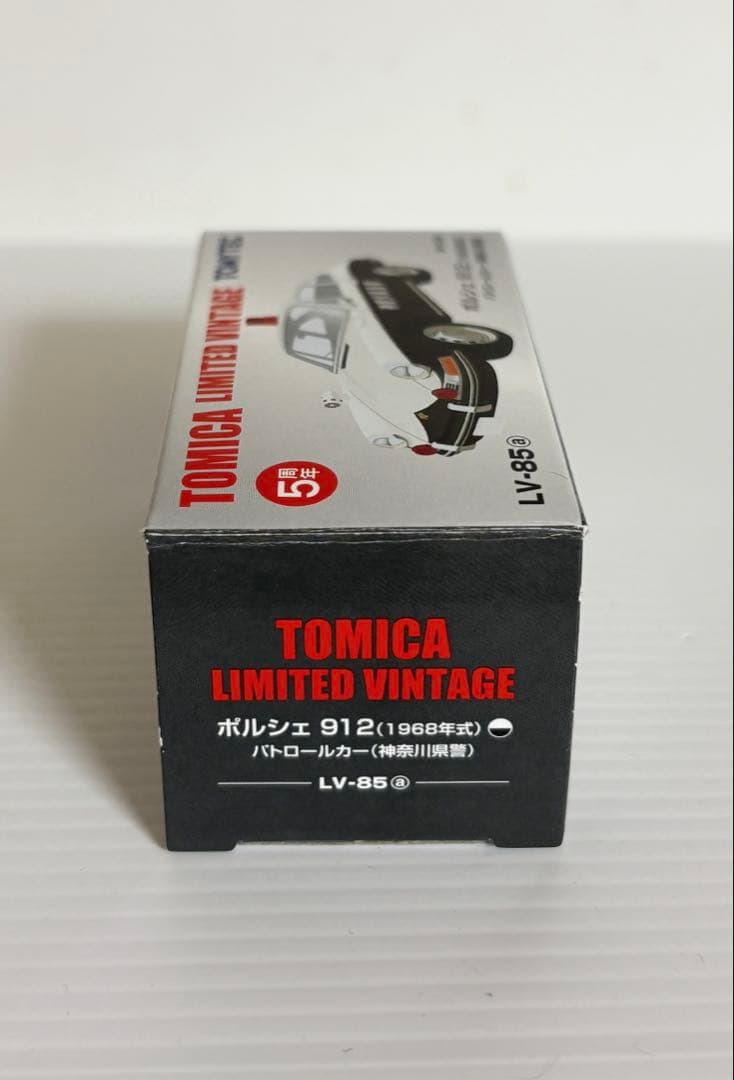 TOMICA LIMITED VINTAGE TOMYTEC
5周年
LV-85ⓐ
TOMICA
LIMITED VINTAGE
ポルシェ 912(1968年式)
パトロールカー(神奈川県警)
LV-85ⓐ